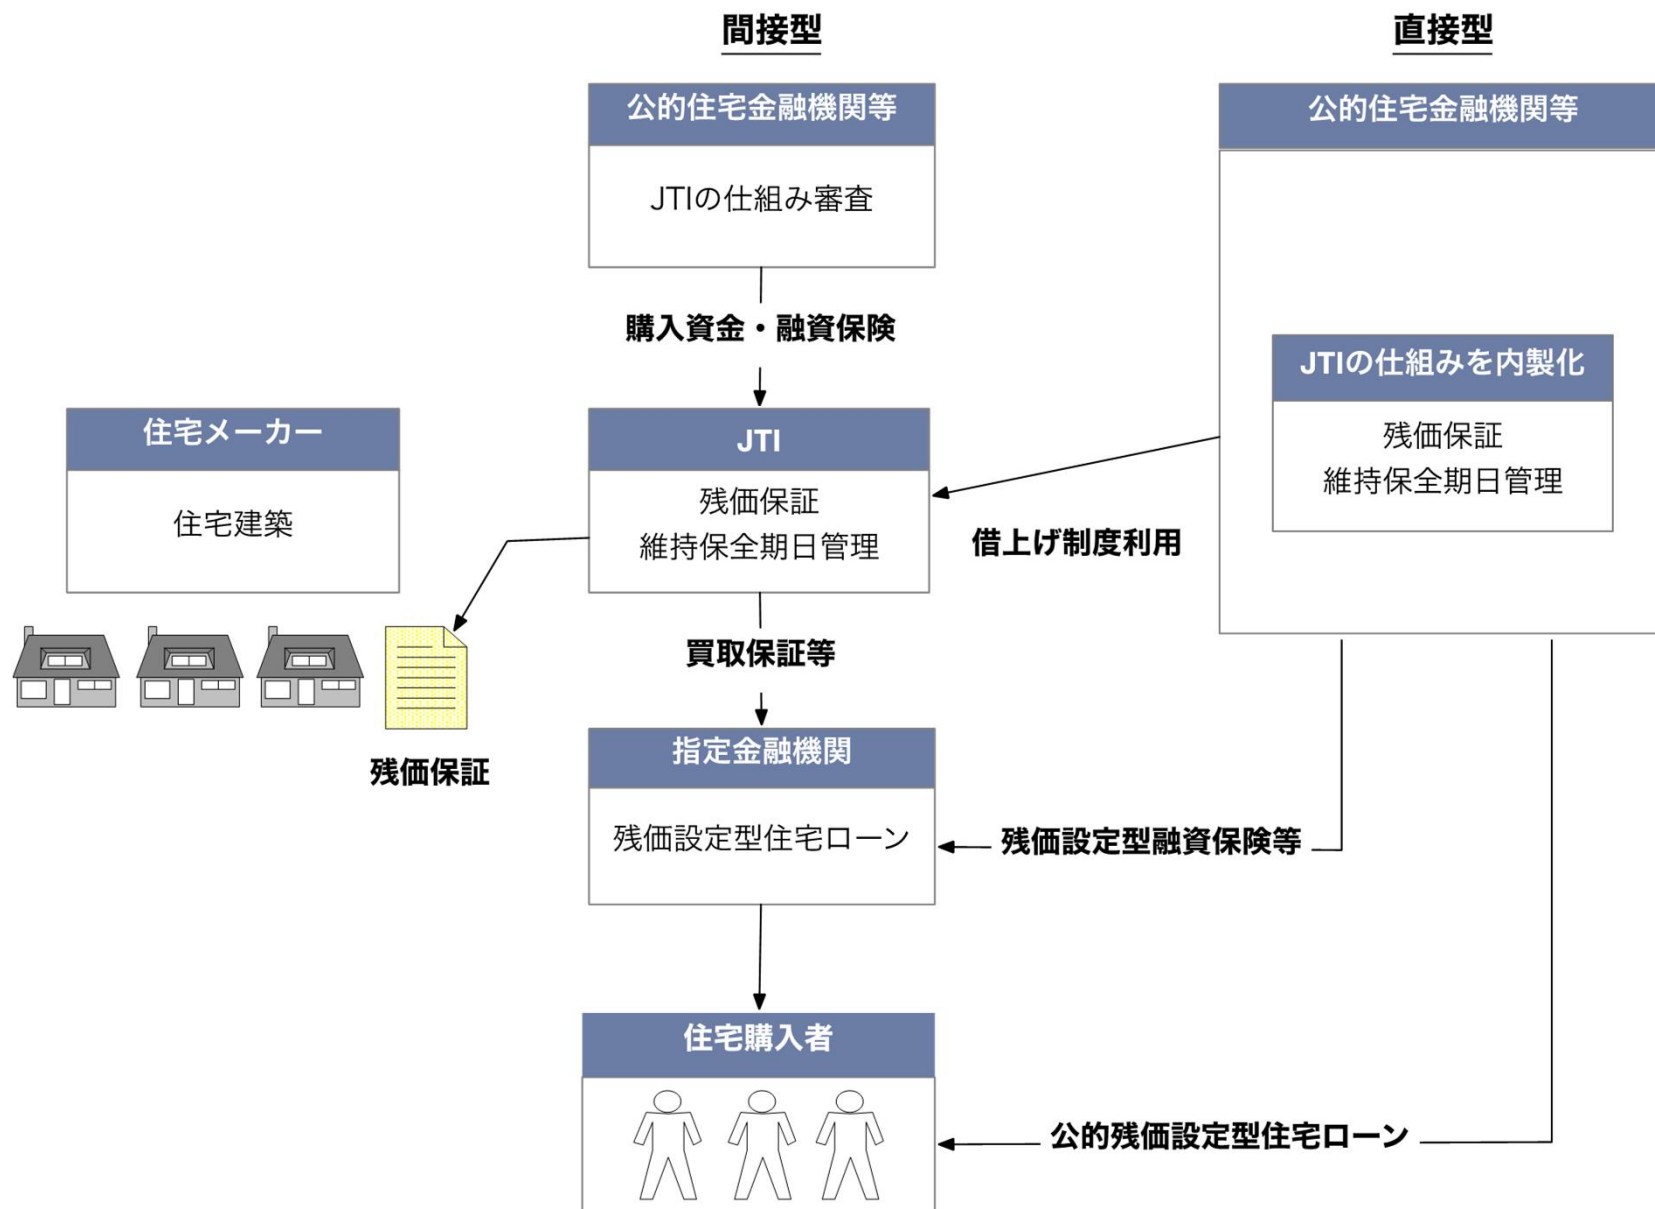 間接型
直接型
公的住宅金融機関等
JTIの仕組み審査
公的住宅金融機関等
購入資金・融資保険
JTIの仕組みを内製化
残価保証
維持保全期日管理
住宅メーカー
住宅建築
JTI
残価保証
維持保全期日管理
借上げ制度利用
買取保証等
残価保証
指定金融機関
残価設定型住宅ローン
残価設定型融資保険等
住宅購入者
公的残価設定型住宅ローン